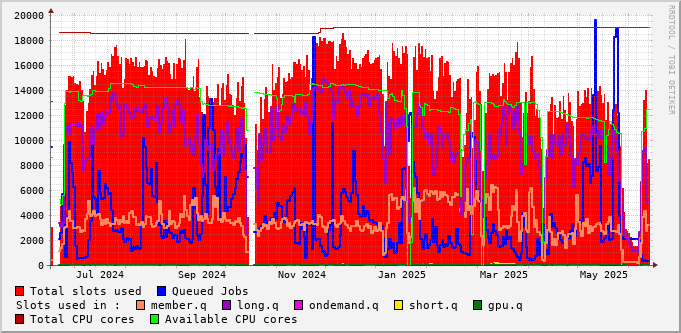 RRDTOOL / TOBI OETIKER
20000
18000
16000
14000
12000
10000
8000
6000
4000
2000
0
Jul 2024 Sep 2024 Nov 2024 Jan 2025 Mar 2025 May 2025
Total slots used Queued Jobs
Slots used in : member.q long.q ondemand.q short.q gpu.q
Total CPU cores Available CPU cores